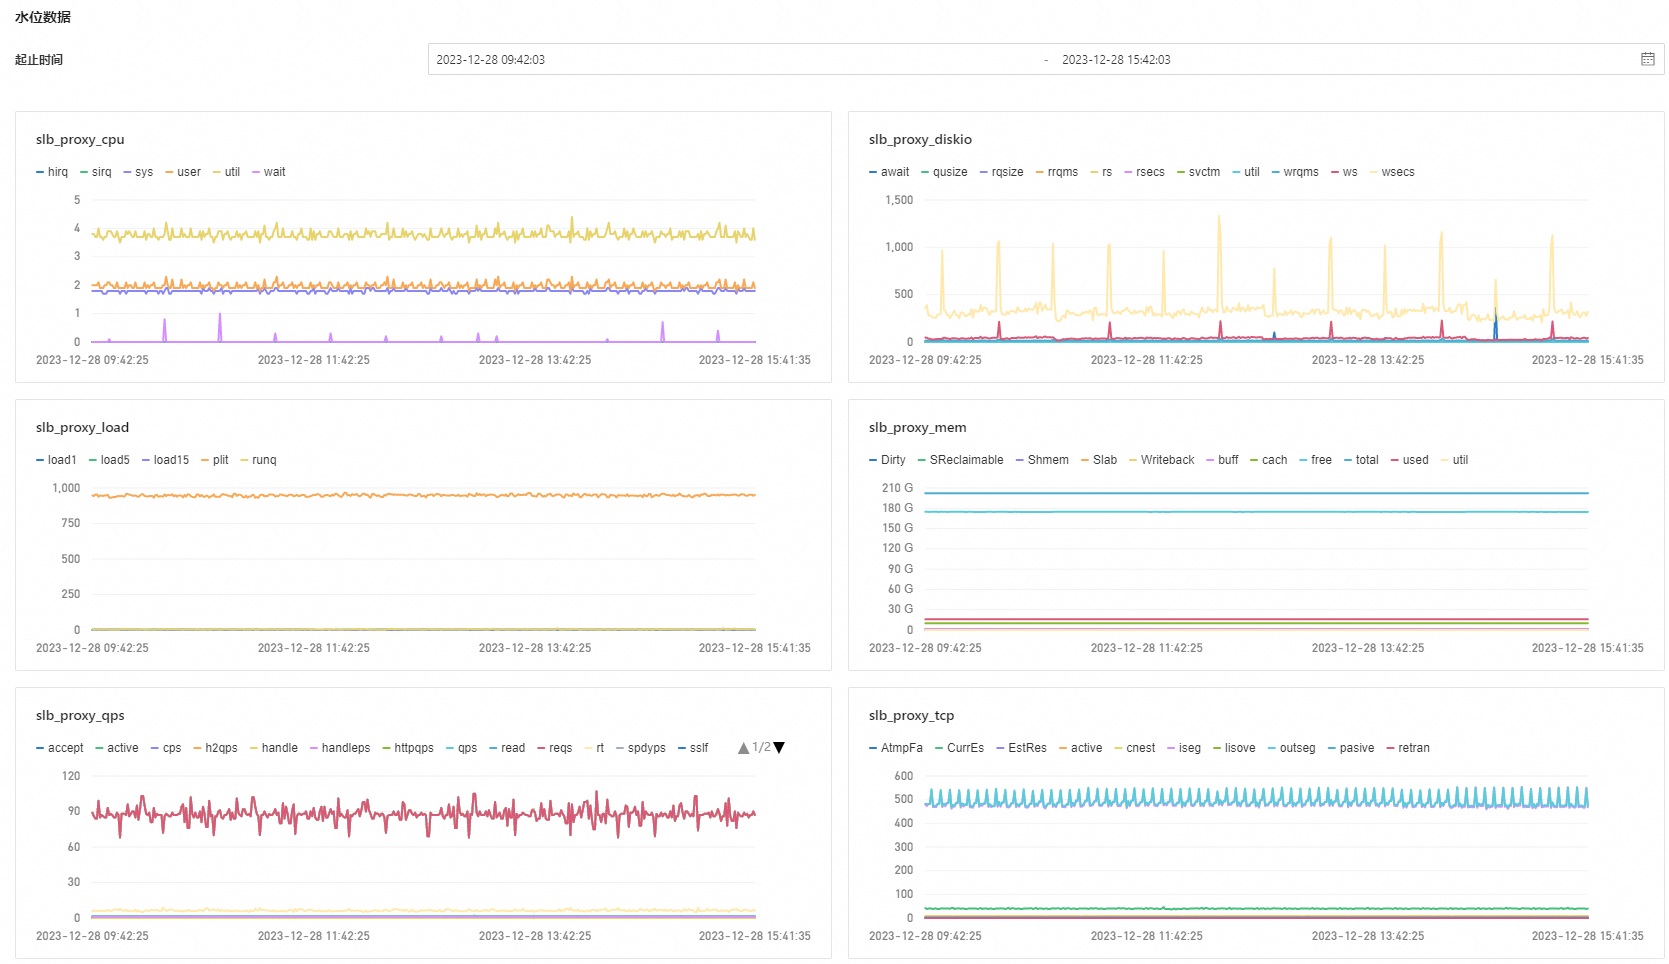 水位数据
起止时间
2023-12-28 09:42:03 - 2023-12-28 15:42:03
slb_proxy_cpu
hirq sirq sys user util wait
5
4
3
2
1
0
2023-12-28 09:42:25 2023-12-28 11:42:25 2023-12-28 13:42:25 2023-12-28 15:41:35
slb_proxy_diskio
await qusize rqsize rrqms rs rsecs svctm util wrqms ws wsecs
1,500
1,000
500
0
2023-12-28 09:42:25 2023-12-28 11:42:25 2023-12-28 13:42:25 2023-12-28 15:41:35
slb_proxy_load
load1 load5 load15 plit runq
1,000
750
500
250
0
2023-12-28 09:42:25 2023-12-28 11:42:25 2023-12-28 13:42:25 2023-12-28 15:41:35
slb_proxy_mem
Dirty SReclaimable Shmem Slab Writeback buff cach free total used util
210 G
180 G
150 G
120 G
90 G
60 G
30 G
0
2023-12-28 09:42:25 2023-12-28 11:42:25 2023-12-28 13:42:25 2023-12-28 15:41:35
slb_proxy_qps
accept active cps h2qps handle handleps httpqps qps read reqs rt spdyps sslf 1/2
120
90
60
30
0
2023-12-28 09:42:25 2023-12-28 11:42:25 2023-12-28 13:42:25 2023-12-28 15:41:35
slb_proxy_tcp
AtmpFa CurrEs EstRes active cnest iseg lisove outseg pasive retran
600
500
400
300
200
100
0
2023-12-28 09:42:25 2023-12-28 11:42:25 2023-12-28 13:42:25 2023-12-28 15:41:35